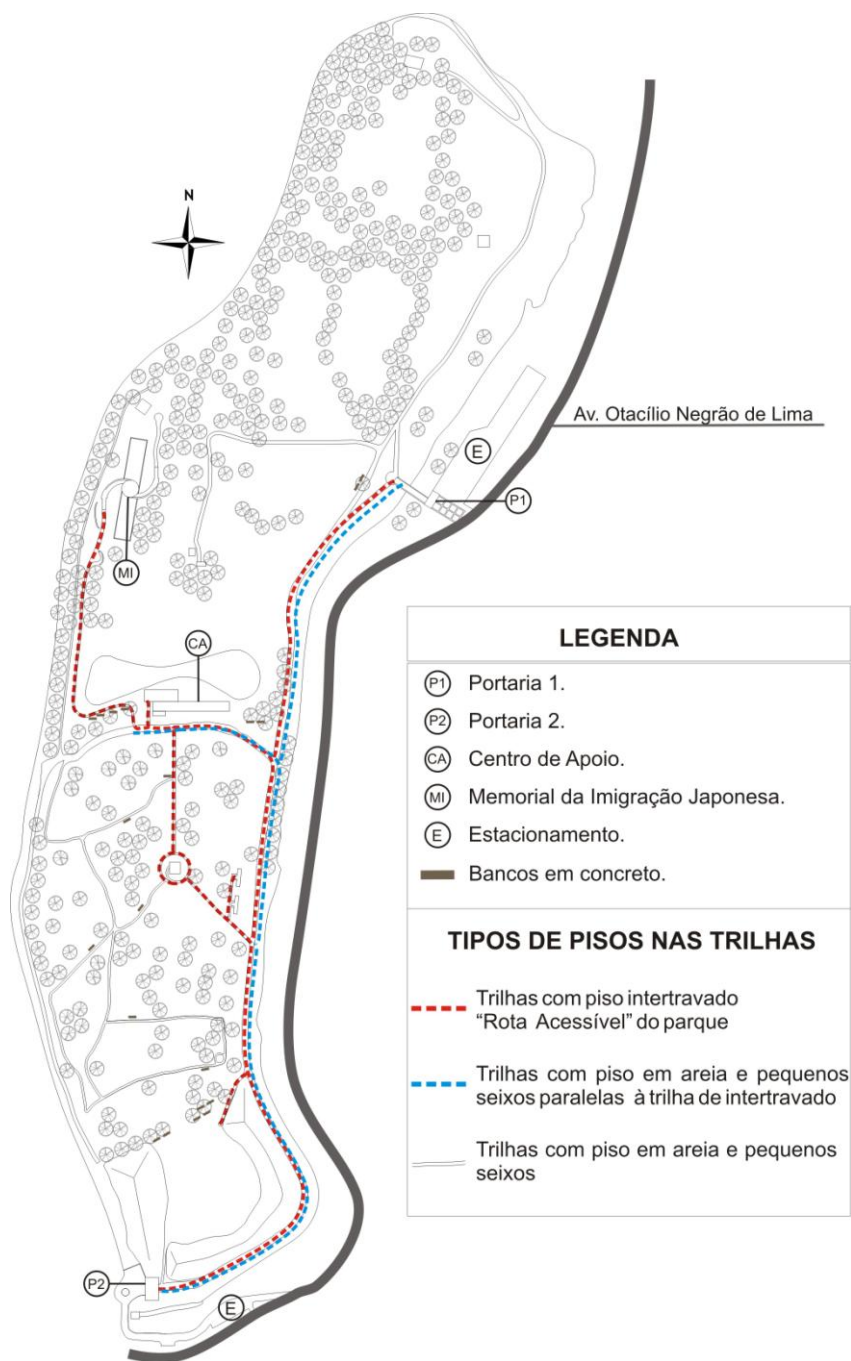 N
Av. Otacílio Negrão de Lima
E
P1
MI
CA
P2
E
LEGENDA
P1 Portaria 1.
P2 Portaria 2.
CA Centro de Apoio.
MI Memorial da Imigração Japonesa.
E Estacionamento.
Bancos em concreto.
TIPOS DE PISOS NAS TRILHAS
Trilhas com piso intertravado
“Rota Acessível” do parque
Trilhas com piso em areia e pequenos
seixos paralelas à trilha de intertravado
Trilhas com piso em areia e pequenos
seixos